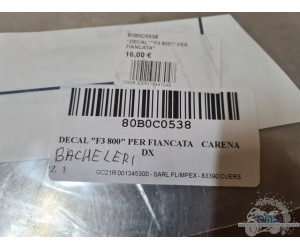 80B0C0538
"DECAL ""F3 800"" PER
FIANCATA"
16,00 €
80B0C0538
DECAL "F3 800" PER FIANCATA CARENA
DX
BACHELERI
Z 1
GC21R 001345300 - SARL FLIMPEX - 83390 CUERS